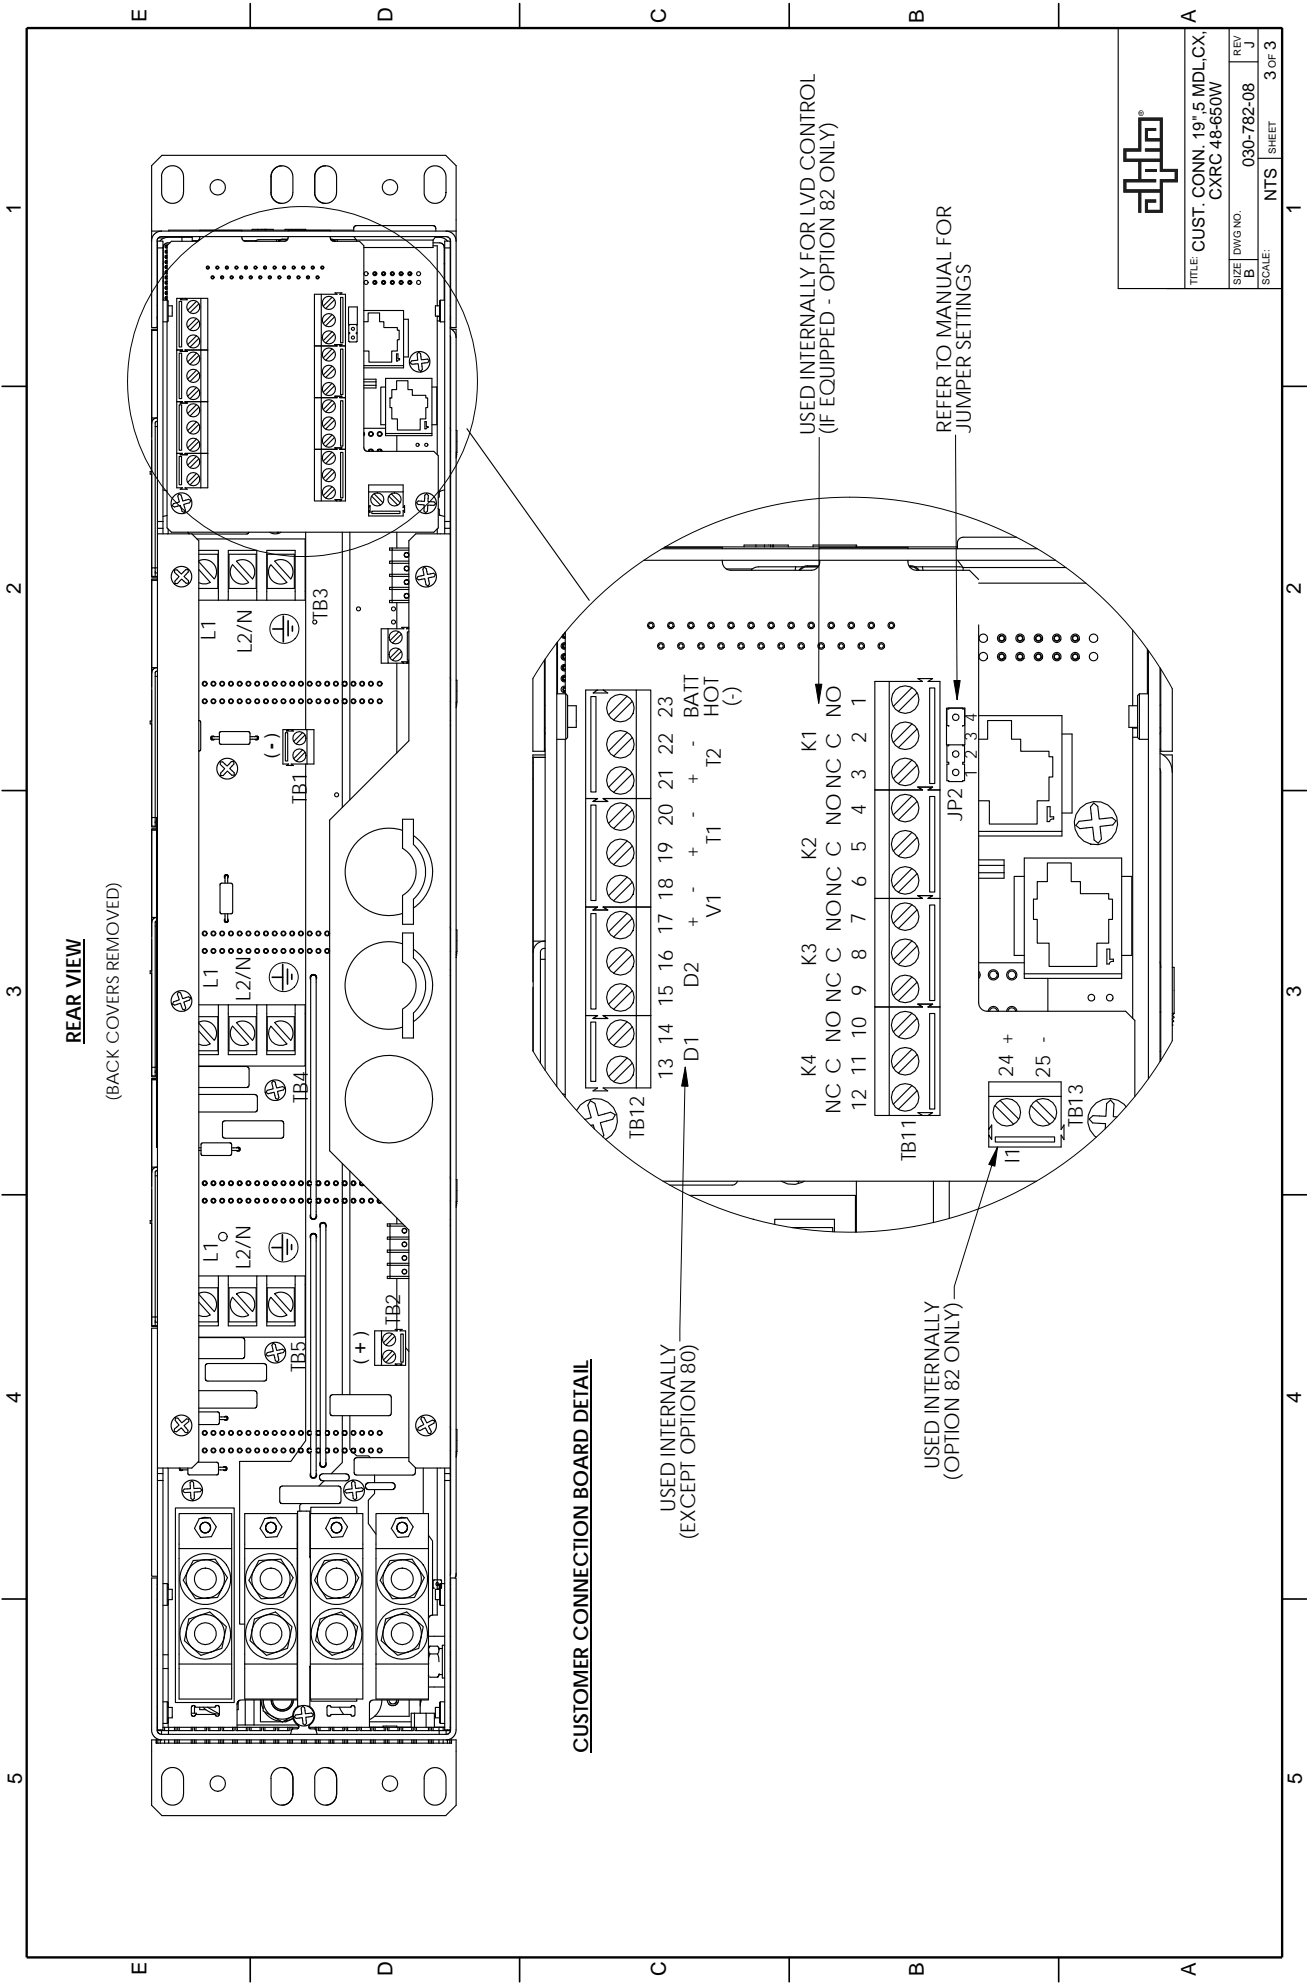 5 4 3 2 1
E
D
C
B
A
REAR VIEW
(BACK COVERS REMOVED)
L1
L2/N
TB5
(+)
TB2
L1
L2/N
TB4
(-)
TB1
L1
L2/N
TB3
CUSTOMER CONNECTION BOARD DETAIL
USED INTERNALLY
(EXCEPT OPTION 80)
TB12
13 14 15 16 17 18 19 20 21 22 23
D1 D2 + - + - + - BATT
V1 T1 T2 HOT
(-)
USED INTERNALLY FOR LVD CONTROL
(IF EQUIPPED - OPTION 82 ONLY)
K4 K3 K2 K1
NC C NO NC C NO NC C NO NC C NO
12 11 10 9 8 7 6 5 4 3 2 1
TB11
JP2
1 2 3 4
REFER TO MANUAL FOR
JUMPER SETTINGS
USED INTERNALLY
(OPTION 82 ONLY)
I1
24 +
25 -
TB13
alpha®
TITLE: CUST. CONN. 19",5 MDL,CX,
CXRC 48-650W
SIZE DWG NO. REV
B 030-782-08 J
SCALE: NTS SHEET 3 OF 3
E
D
C
B
A
5 4 3 2 1